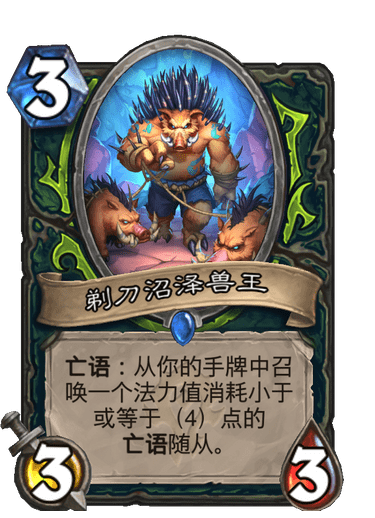 3
剃刀沼泽兽王
亡语：从你的手牌中召
唤一个法力值消耗小于
或等于（4）点的
亡语随从。
3
3